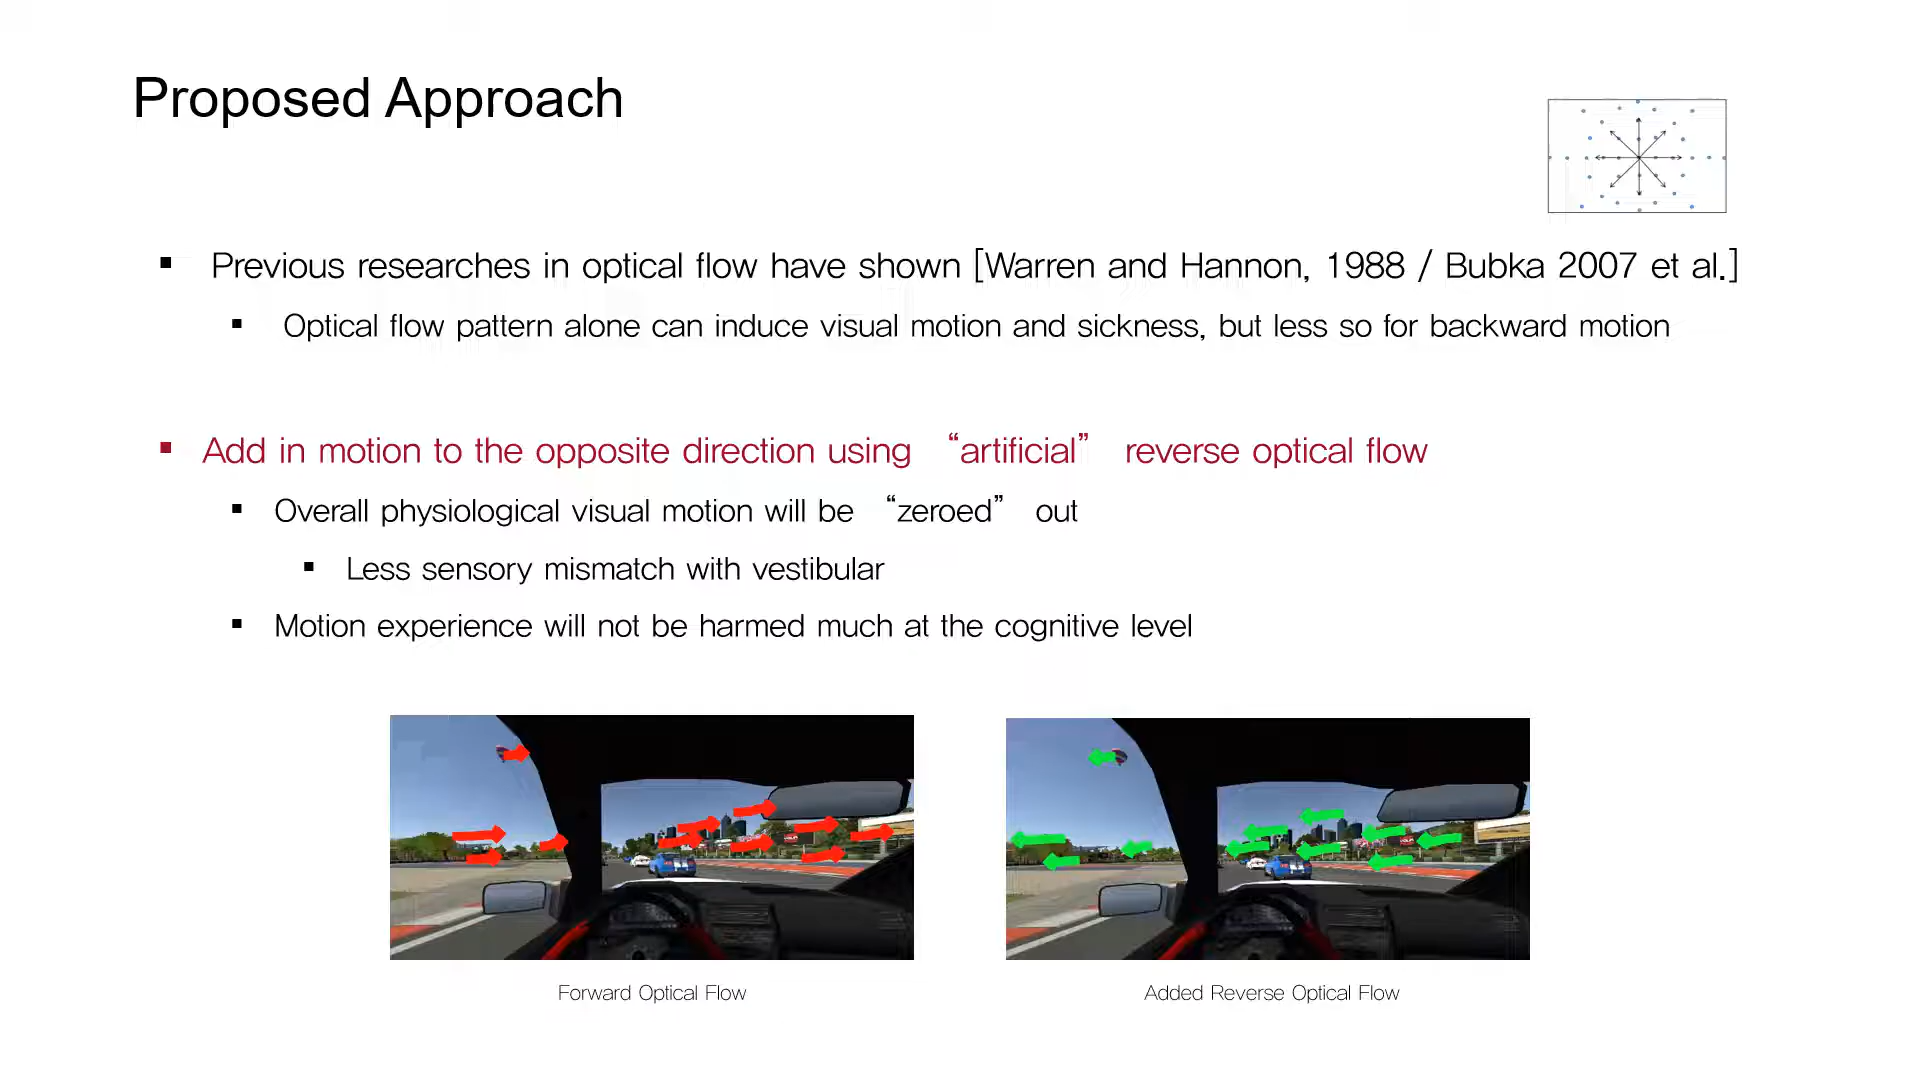 Proposed Approach
▪ Previous researches in optical flow have shown [Warren and Hannon, 1988 / Bubka 2007 et al.]
▪ Optical flow pattern alone can induce visual motion and sickness, but less so for backward motion
▪ Add in motion to the opposite direction using “artificial” reverse optical flow
▪ Overall physiological visual motion will be “zeroed” out
▪ Less sensory mismatch with vestibular
▪ Motion experience will not be harmed much at the cognitive level
Forward Optical Flow
Added Reverse Optical Flow